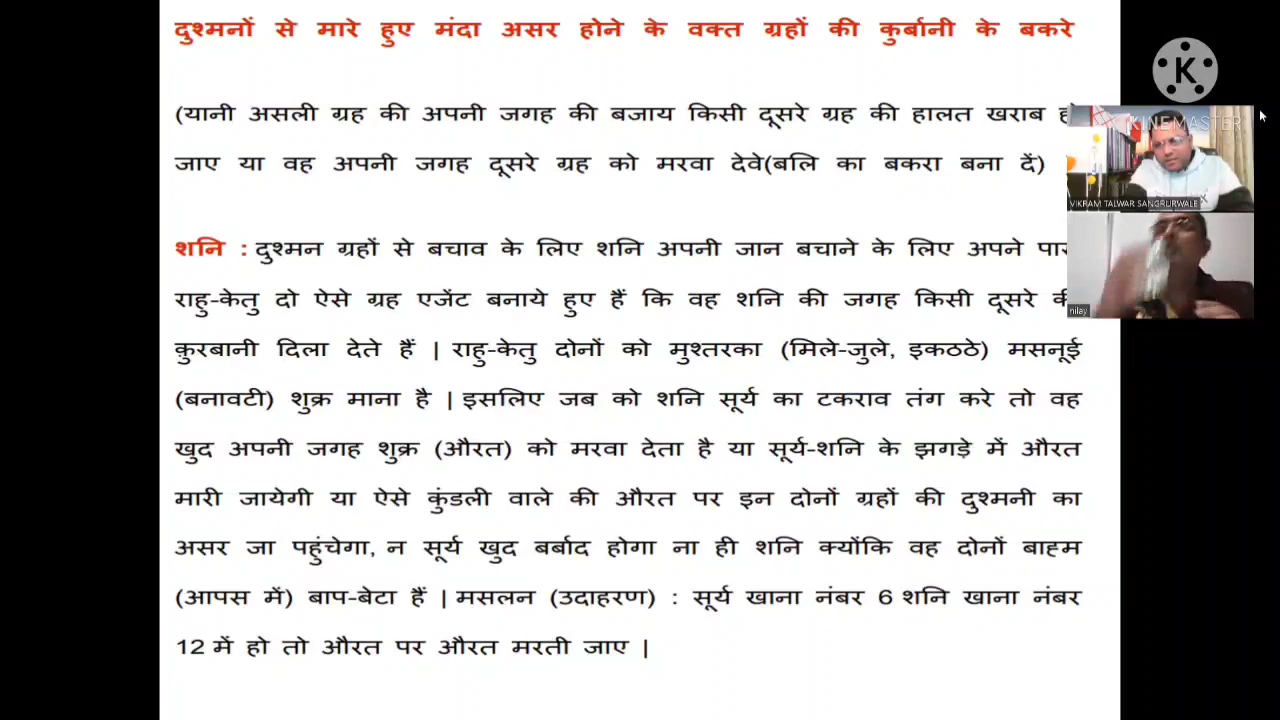 दुश्मनों से मारे हुए मंदा असर होने के वक्त ग्रहों की कुर्बानी के बकरे
(यानी असली ग्रह की अपनी जगह की बजाय किसी दूसरे ग्रह की हालत खराब
जाए या वह अपनी जगह दूसरे ग्रह को मरवा देवे(बलि का बकरा बना दें)
शनि : दुश्मन ग्रहों से बचाव के लिए शनि अपनी जान बचाने के लिए अपने
राहु-केतु दो ऐसे ग्रह एजेंट बनाये हुए हैं कि वह शनि की जगह किसी दूसरे
क़ुरबानी दिला देते हैं | राहु-केतु दोनों को मुश्तरका (मिले-जुले, इकठठे) मसनूई
(बनावटी) शुक्र माना है | इसलिए जब को शनि सूर्य का टकराव तंग करे तो वह
खुद अपनी जगह शुक्र (औरत) को मरवा देता है या सूर्य-शनि के झगड़े में औरत
मारी जायेगी या ऐसे कुंडली वाले की औरत पर इन दोनों ग्रहों की दुश्मनी का
असर जा पहुंचेगा, न सूर्य खुद बर्बाद होगा ना ही शनि क्योंकि वह दोनों बाह्म
(आपस में) बाप-बेटा हैं | मसलन (उदाहरण) : सूर्य खाना नंबर 6 शनि खाना नंबर
12 में हो तो औरत पर औरत मरती जाए |
K
KINEMASTER
VIKRAM TALWAR SANGRURWALE
nilay